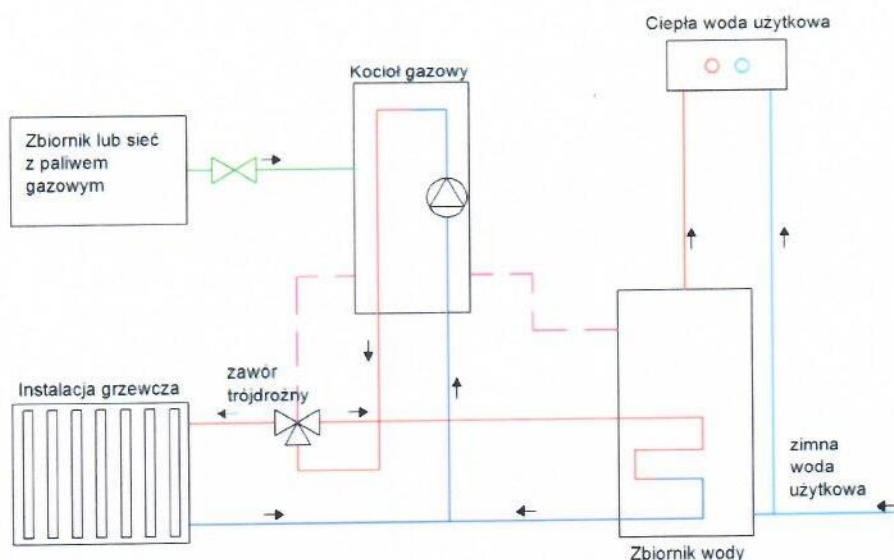 Ciepła woda użytkowa
Kocioł gazowy
Zbiornik lub sieć
z paliwem
gazowym
zawór
trójdrożny
Instalacja grzewcza
zimna
woda
użytkowa
Zbiornik wody